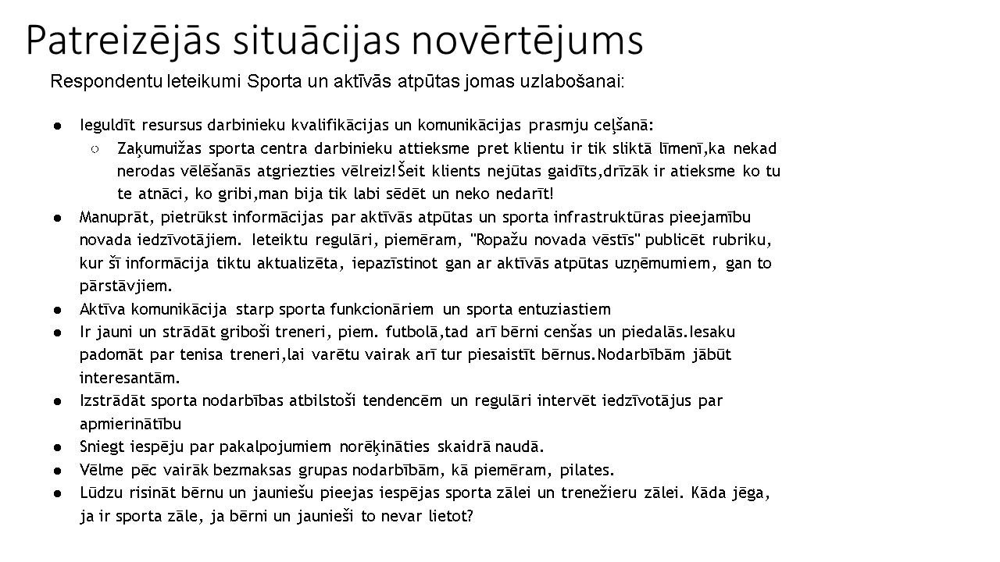 Patreizējās situācijas novērtējums
Respondentu Ieteikumi Sporta un aktīvās atpūtas jomas uzlabošanai:
● Ieguldīt resursus darbinieku kvalifikācijas un komunikācijas prasmju ceļšanā:
○ Zaķumuižas sporta centra darbinieku attieksme pret klientu ir tik sliktā līmenī,ka nekad
nerodas vēlēšanās atgriezties vēlreiz!Šeit klients nejūtas gaidīts,drīzāk ir atieksme ko tu
te atnāci, ko gribi,man bija tik labi sēdēt un neko nedarīt!
● Manuprāt, pietrūkst informācijas par aktīvās atpūtas un sporta infrastruktūras pieejamību
novada iedzīvotājiem. Ieteiktu regulāri, piemēram, "Ropažu novada vēstīs" publicēt rubriku,
kur šī informācija tiktu aktualizēta, iepazīstinot gan ar aktīvās atpūtas uzņēmumiem, gan to
pārstāvjiem.
● Aktīva komunikācija starp sporta funkcionāriem un sporta entuziastiem
● Ir jauni un strādāt griboši treneri, piem. futbolā,tad arī bērni cenšas un piedalās.Iesaku
padomāt par tenisa treneri,lai varētu vairak arī tur piesaistīt bērnus.Nodarbībām jābūt
interesantām.
● Izstrādāt sporta nodarbības atbilstoši tendencēm un regulāri intervēt iedzīvotājus par
apmierinātību
● Sniegt iespēju par pakalpojumiem norēķināties skaidrā naudā.
● Vēlme pēc vairāk bezmaksas grupas nodarbībām, kā piemēram, pilates.
● Lūdzu risināt bērnu un jauniešu pieejas iespējas sporta zālei un trenežieru zālei. Kāda jēga,
ja ir sporta zāle, ja bērni un jaunieši to nevar lietot?